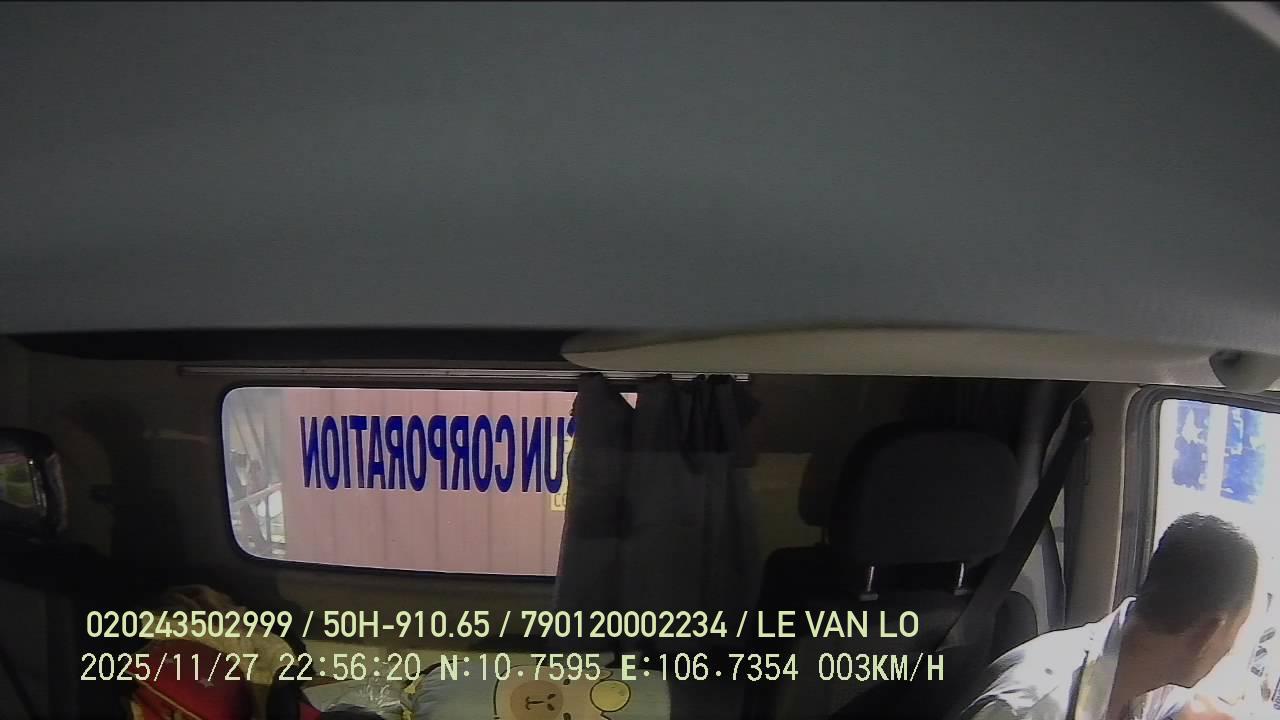 UN CORPORATION
020243502999 / 50H-910.65 / 790120002234 / LE VAN LO
2025/11/27 22:56:20 N:10.7595 E:106.7354 003KM/H